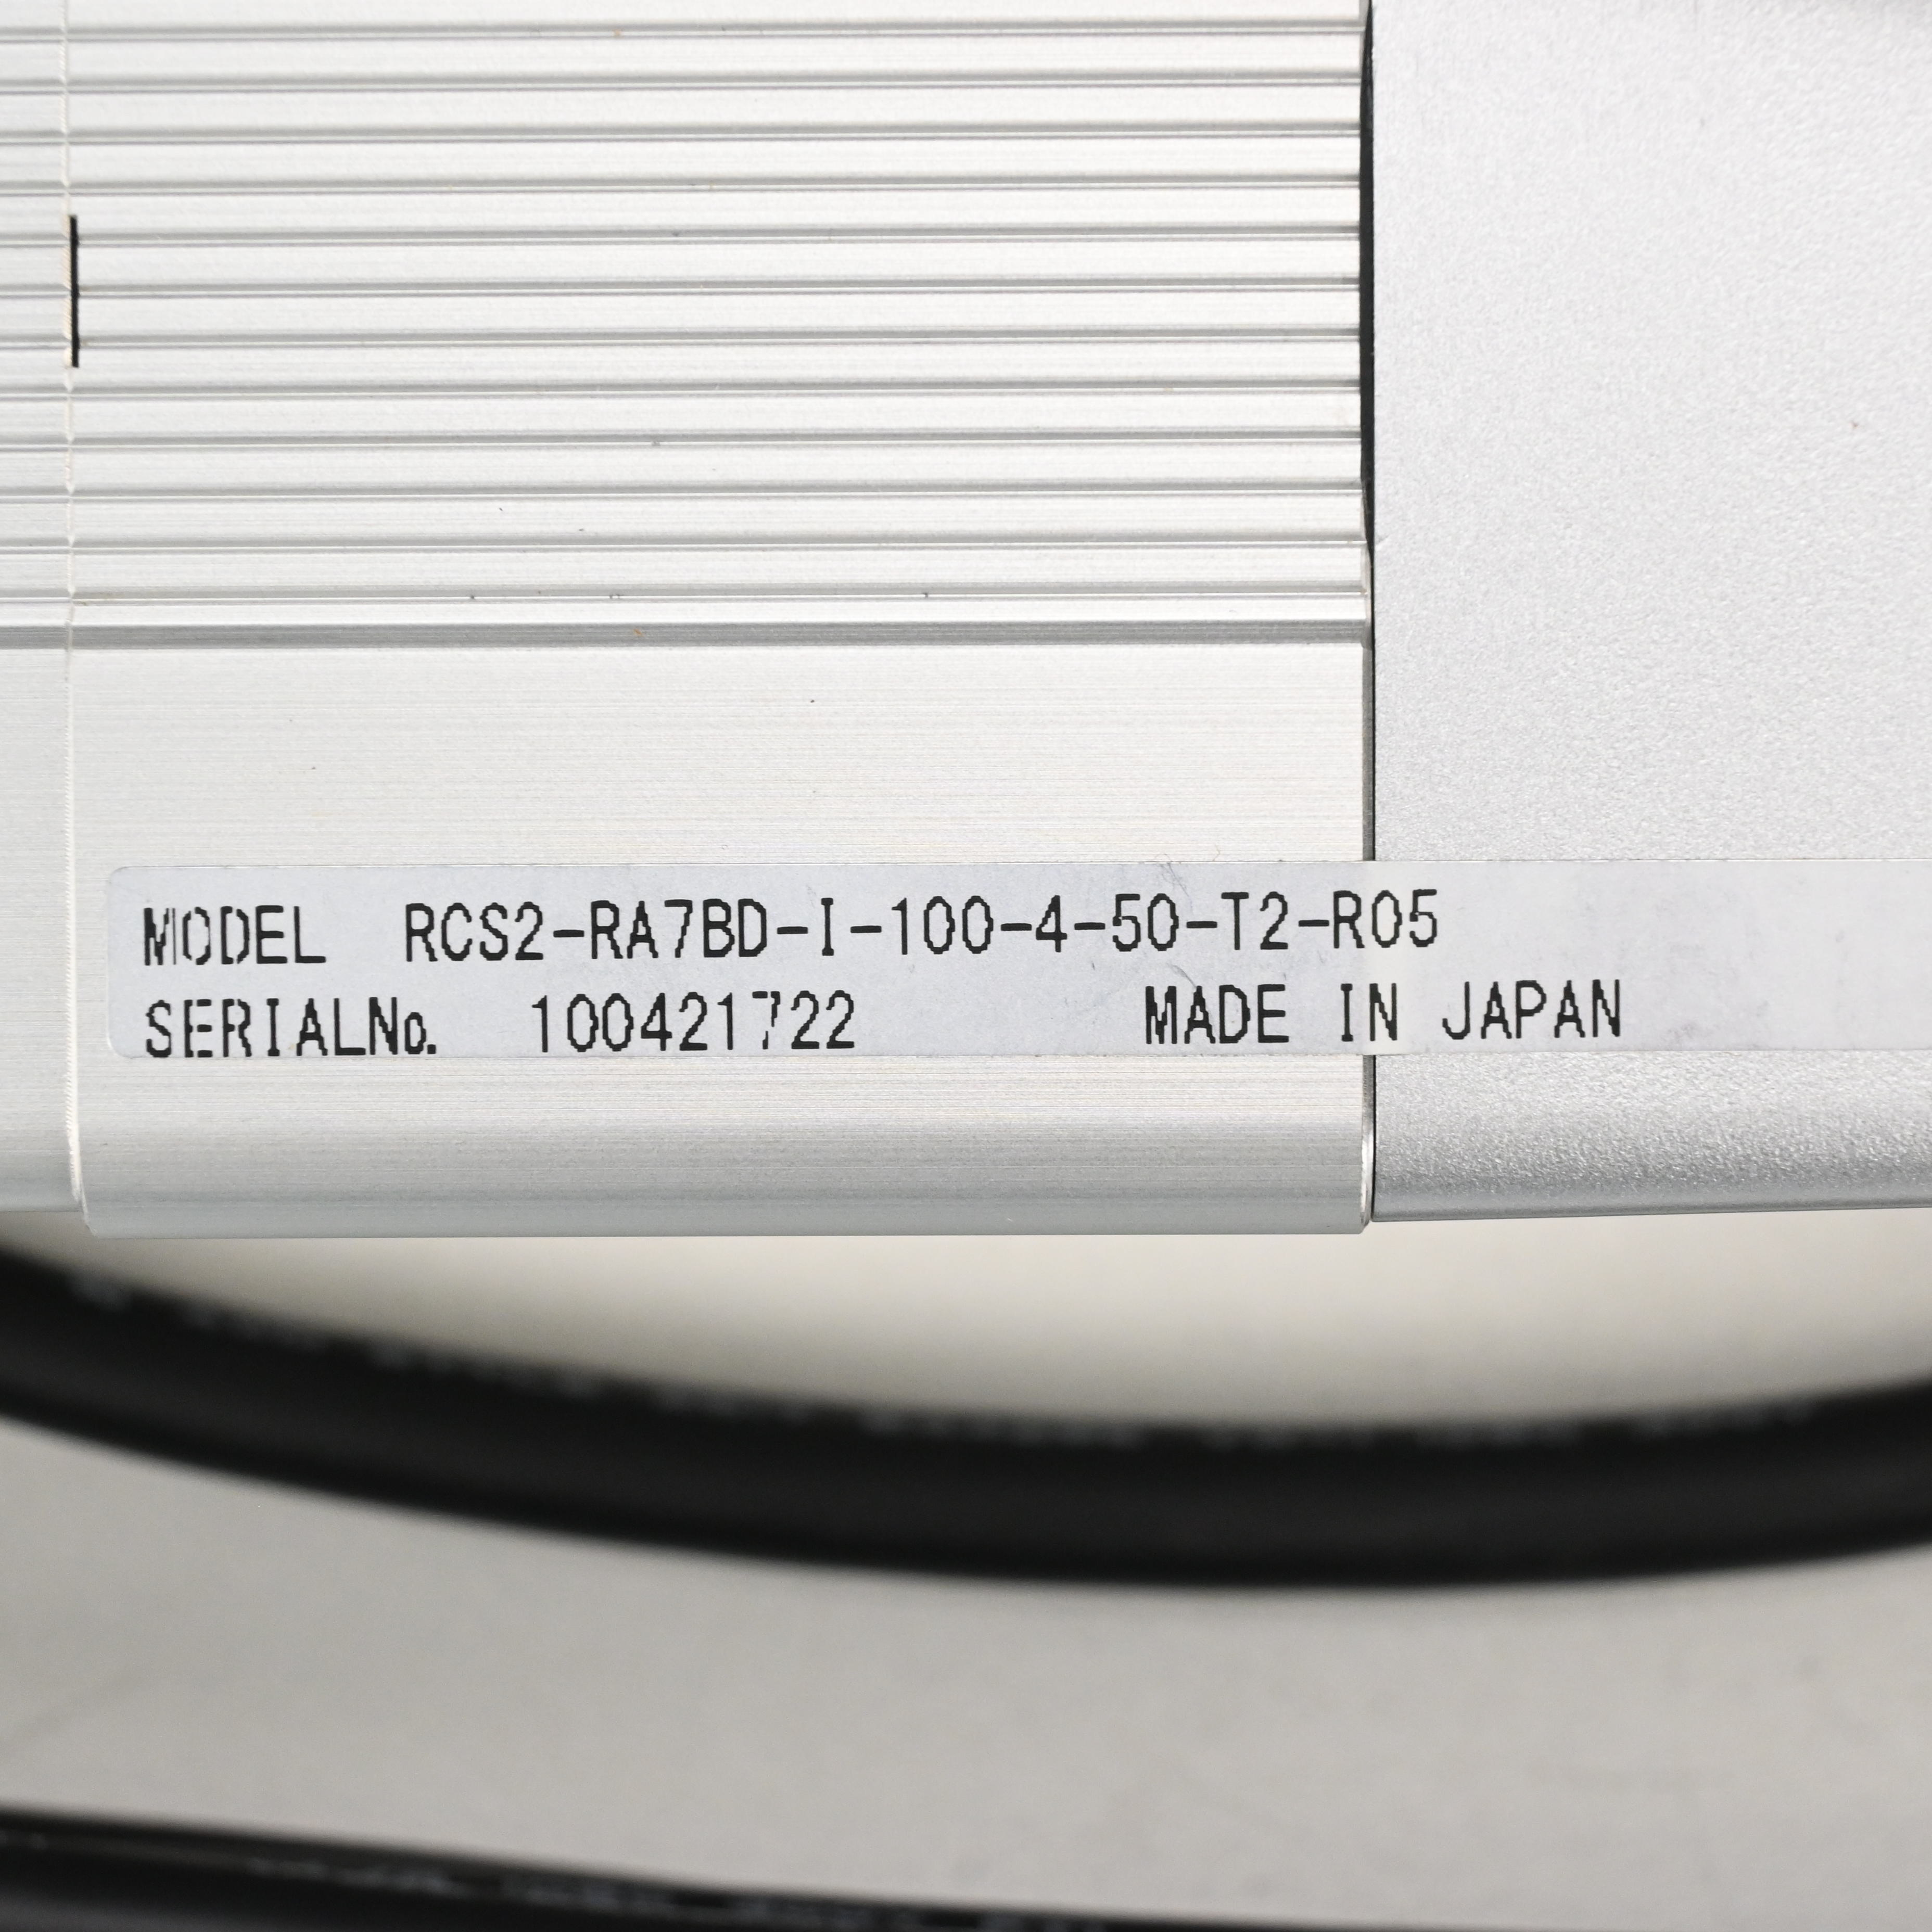 MODEL RCS2-RA7BD-I-100-4-50-T2-R05
SERIALNo. 100421722 MADE IN JAPAN